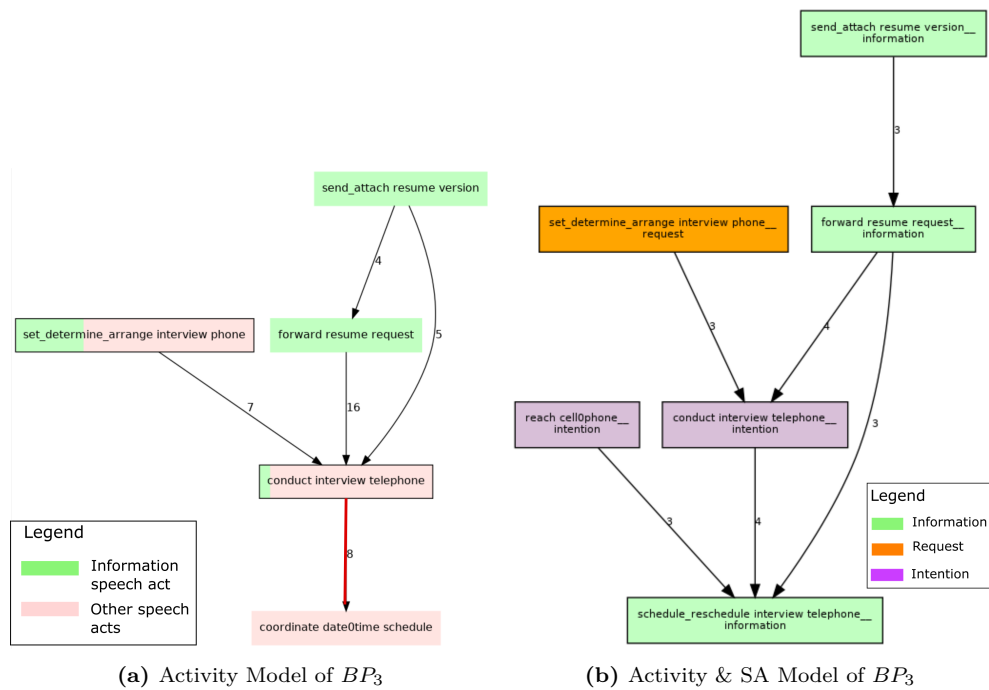 send_attach resume version
4
5
set_determine_arrange interview phone
forward resume request
7
16
conduct interview telephone
8
coordinate date0time schedule
Legend
Information
speech act
Other speech
acts
(a) Activity Model of BP3
send_attach resume version__
information
3
set_determine_arrange interview phone__
request
forward resume request__
information
3
4
3
reach cell0phone__
intention
conduct interview telephone__
intention
3
4
schedule_reschedule interview telephone__
information
Legend
Information
Request
Intention
(b) Activity & SA Model of BP3